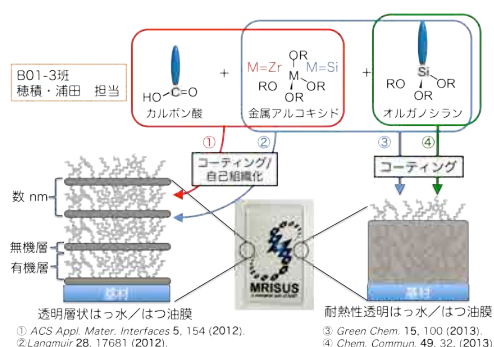 B01-3班
穂積・浦田 担当
HO
C
O
カルボン酸
+
M=Zr
OR
M=Si
RO
M
OR
OR
金属アルコキシド
+
RO
Si
OR
OR
オルガノシラン
①
②
③
④
コーティング/
自己組織化
コーティング
数 nm
無機層
有機層
基材
MRISUS
基材
透明層状はっ水／はつ油膜
耐熱性透明はっ水／はつ油膜
① ACS Appl. Mater. Interfaces 5, 154 (2012).
② Langmuir 28, 17681 (2012).
③ Green Chem. 15, 100 (2013).
④ Chem. Commun. 49, 32, (2013)